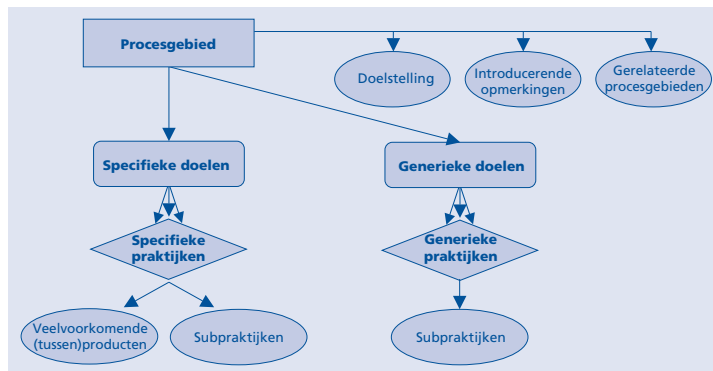 Procesgebied
Doelstelling
Introducerende
opmerkingen
Gerelateerde
procesgebieden
Specifieke doelen
Generieke doelen
Specifieke
praktijken
Generieke
praktijken
Veelvoorkomende
(tussen)producten
Subpraktijken
Subpraktijken